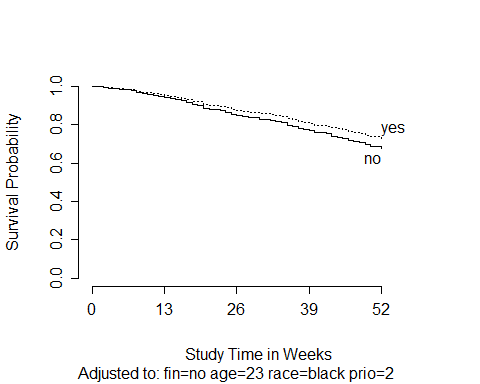 Survival Probability
1.0
0.8
0.6
0.4
0.2
0.0
yes
no
0 13 26 39 52
Study Time in Weeks
Adjusted to: fin=no age=23 race=black prio=2